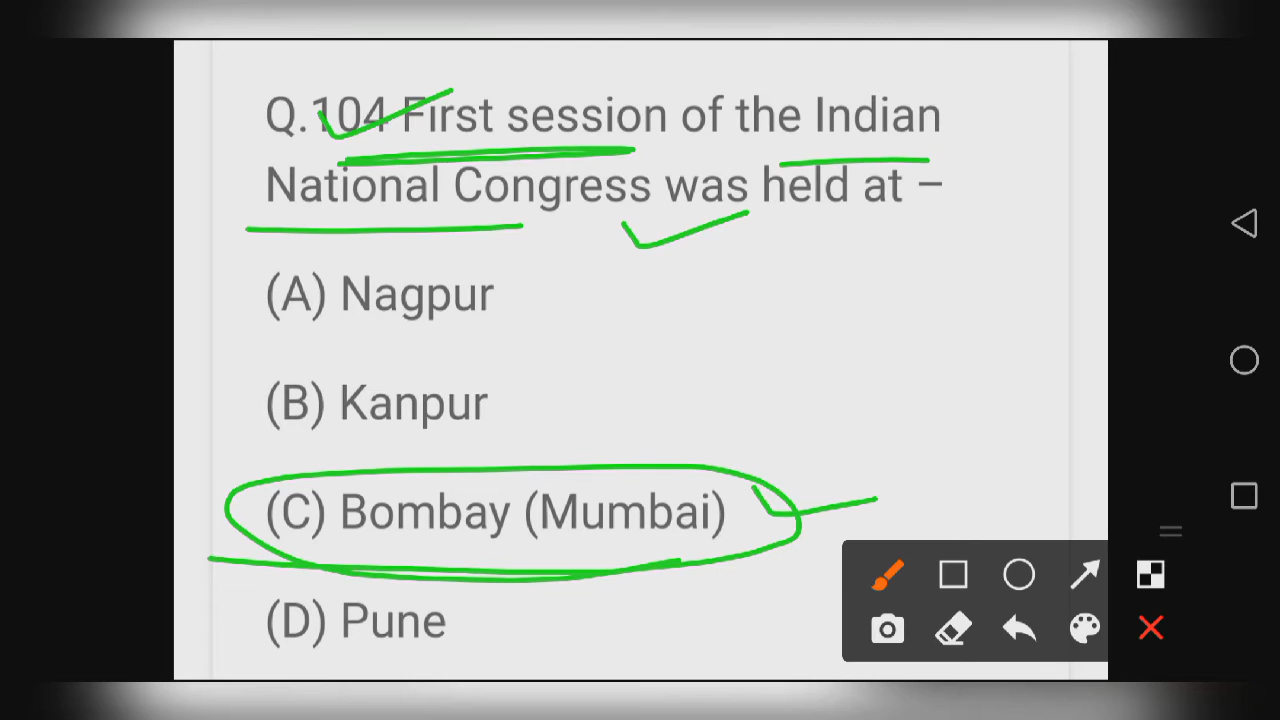 Q.104 First session of the Indian
National Congress was held at –
(A) Nagpur
(B) Kanpur
(C) Bombay (Mumbai)
(D) Pune